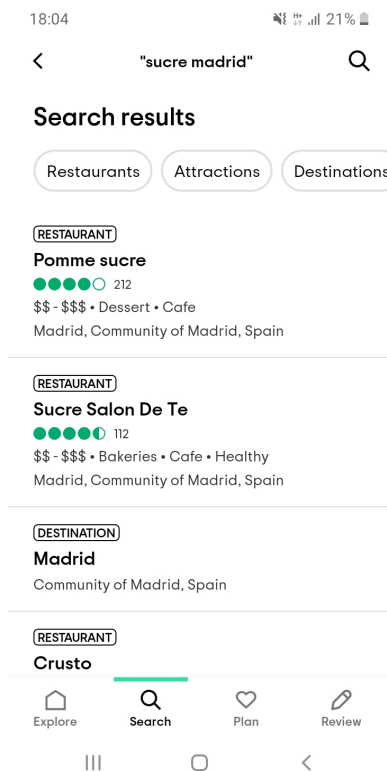 18:04
21%
"sucre madrid"
Search results
Restaurants
Attractions
Destinations
RESTAURANT
Pomme sucre
212
$$ - $$$ • Dessert • Cafe
Madrid, Community of Madrid, Spain
RESTAURANT
Sucre Salon De Te
112
$$ - $$$ • Bakeries • Cafe • Healthy
Madrid, Community of Madrid, Spain
DESTINATION
Madrid
Community of Madrid, Spain
RESTAURANT
Crusto
Explore
Search
Plan
Review